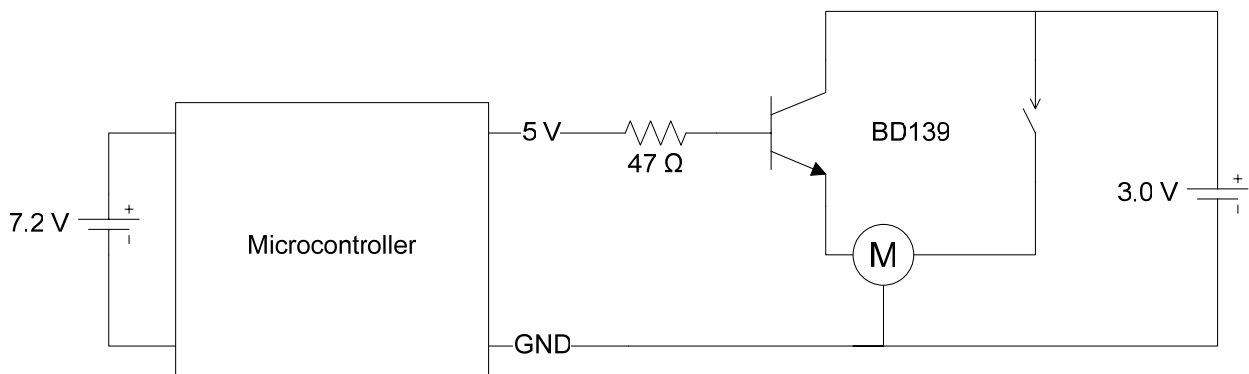 5 V
47 Ω
BD139
3.0 V
+
-
7.2 V
+
-
Microcontroller
M
GND